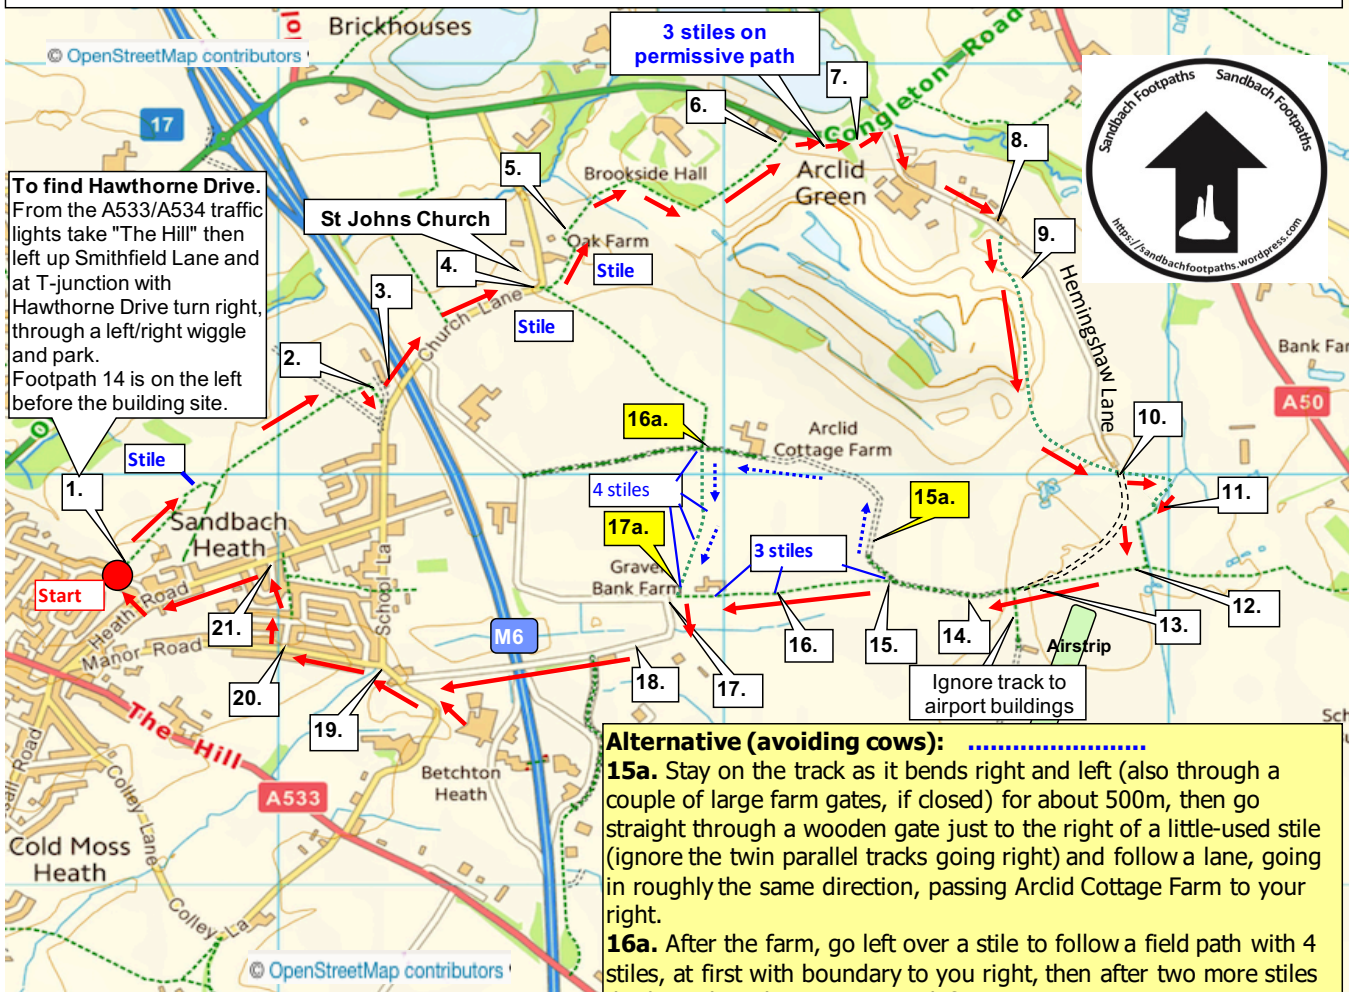 Brickhouses
© OpenStreetMap contributors
17
3 stiles on
permissive path
7.
6.
Congleton Road
Sandbach Footpaths Sandbach Footpaths
https://sandbachfootpaths.wordpress.com
8.
5.
Brookside Hall
Arclid
Green
To find Hawthorne Drive.
From the A533/A534 traffic
lights take "The Hill" then
left up Smithfield Lane and
at T-junction with
Hawthorne Drive turn right,
through a left/right wiggle
and park.
Footpath 14 is on the left
before the building site.
St Johns Church
4.
Oak Farm
Stile
9.
Hemingshaw Lane
3.
Church Lane
Stile
2.
Bank Far
A50
16a.
Arclid
Cottage Farm
10.
Stile
1.
4 stiles
15a.
11.
Sandbach
Heath
17a.
3 stiles
Grave
Bank Farm
Start
Heath Road
School La
21.
Manor Road
M6
16.
15.
14.
13.
12.
Airstrip
20.
19.
18.
17.
Ignore track to
airport buildings
Sch
The Hill
A533
Betchton
Heath
Colley Lane
Road
Cold Moss
Heath
Colley La
© OpenStreetMap contributors
Alternative (avoiding cows): ........................
15a. Stay on the track as it bends right and left (also through a
couple of large farm gates, if closed) for about 500m, then go
straight through a wooden gate just to the right of a little-used stile
(ignore the twin parallel tracks going right) and follow a lane, going
in roughly the same direction, passing Arclid Cottage Farm to your
right.
16a. After the farm, go left over a stile to follow a field path with 4
stiles, at first with boundary to you right, then after two more stiles